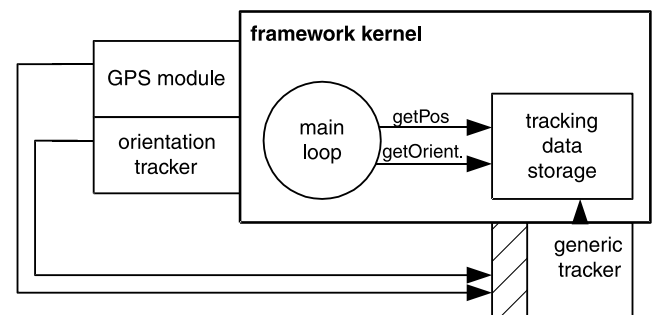 framework kernel
GPS module
orientation
tracker
main
loop
getPos
getOrient.
tracking
data
storage
generic
tracker